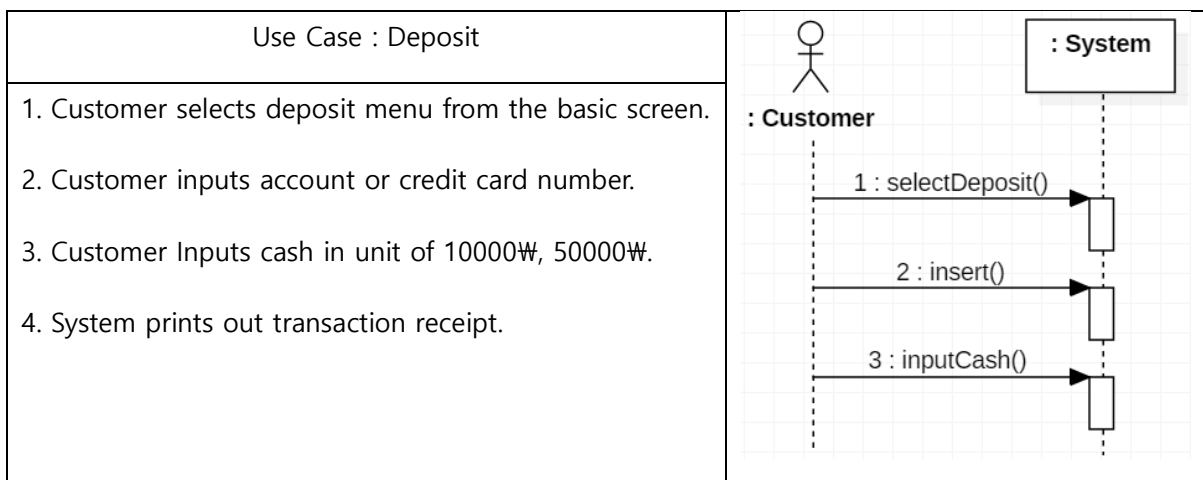 Use Case : Deposit
1. Customer selects deposit menu from the basic screen.
2. Customer inputs account or credit card number.
3. Customer Inputs cash in unit of 10000₩, 50000₩.
4. System prints out transaction receipt.
: Customer
: System
1 : selectDeposit()
2 : insert()
3 : inputCash()